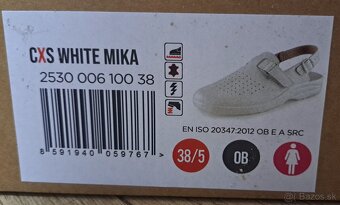 CXS WHITE MIKA
2530 006 100 38
EN ISO 20347:2012 OB E A SRC
8 591940 059767 >
38/5
OB
Bazos.sk